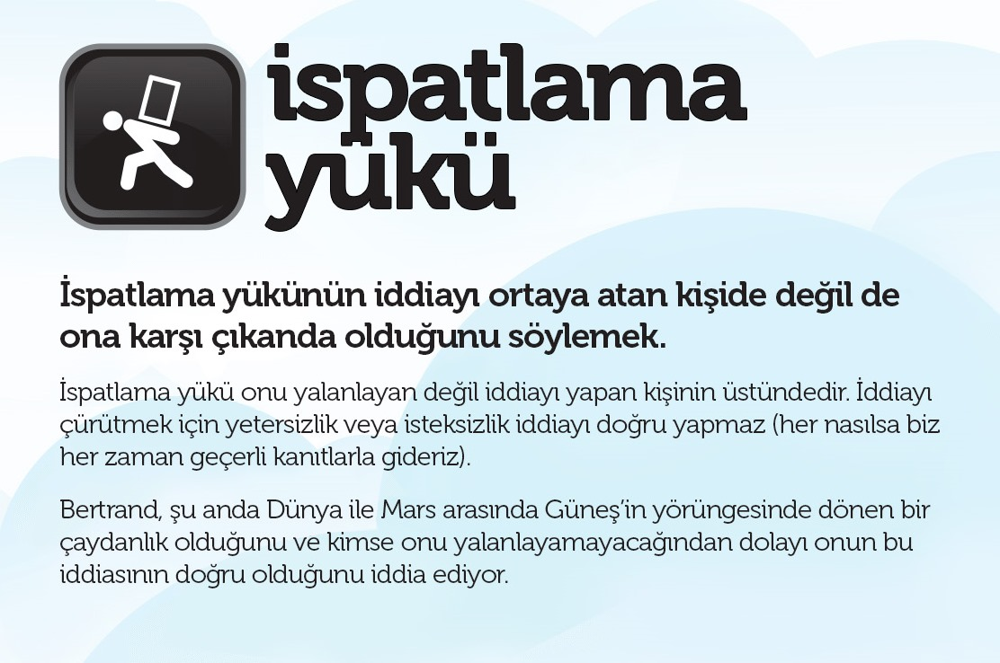 ispatlama
yükü
İspatlama yükünün iddiayı ortaya atan kişide değil de
ona karşı çıkanda olduğunu söylemek.
İspatlama yükü onu yalanlayan değil iddiayı yapan kişinin üstündedir. İddiayı
çürütmek için yetersizlik veya isteksizlik iddiayı doğru yapmaz (her nasılsa biz
her zaman geçerli kanıtlarla gideriz).
Bertrand, şu anda Dünya ile Mars arasında Güneş’in yörüngesinde dönen bir
çaydanlık olduğunu ve kimse onu yalanlayamayacağından dolayı onun bu
iddiasının doğru olduğunu iddia ediyor.